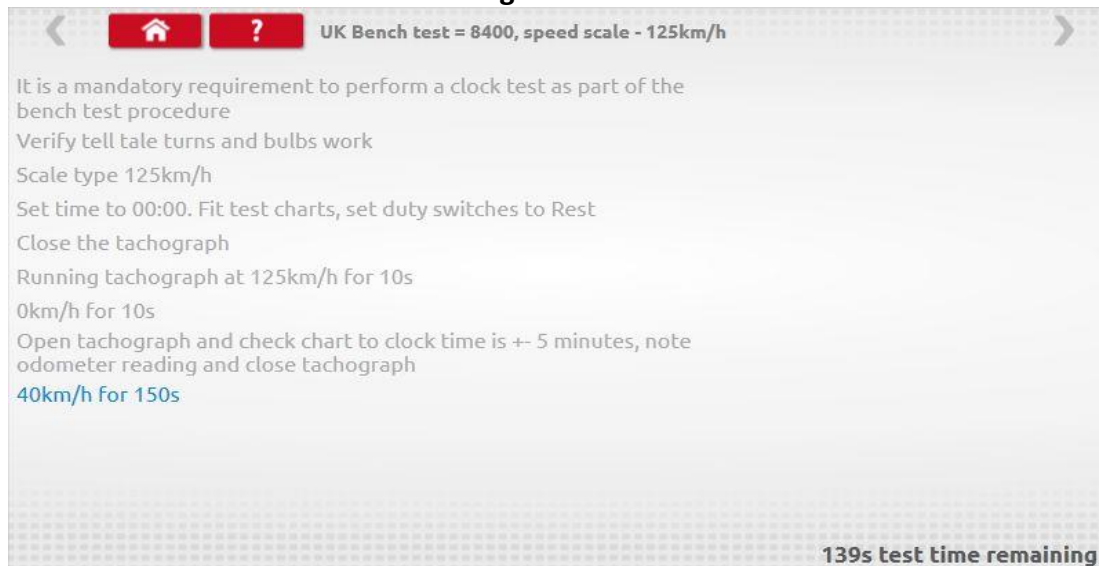 ?
UK Bench test = 8400, speed scale - 125km/h
It is a mandatory requirement to perform a clock test as part of the
bench test procedure
Verify tell tale turns and bulbs work
Scale type 125km/h
Set time to 00:00. Fit test charts, set duty switches to Rest
Close the tachograph
Running tachograph at 125km/h for 10s
0km/h for 10s
Open tachograph and check chart to clock time is +- 5 minutes, note
odometer reading and close tachograph
40km/h for 150s
139s test time remaining